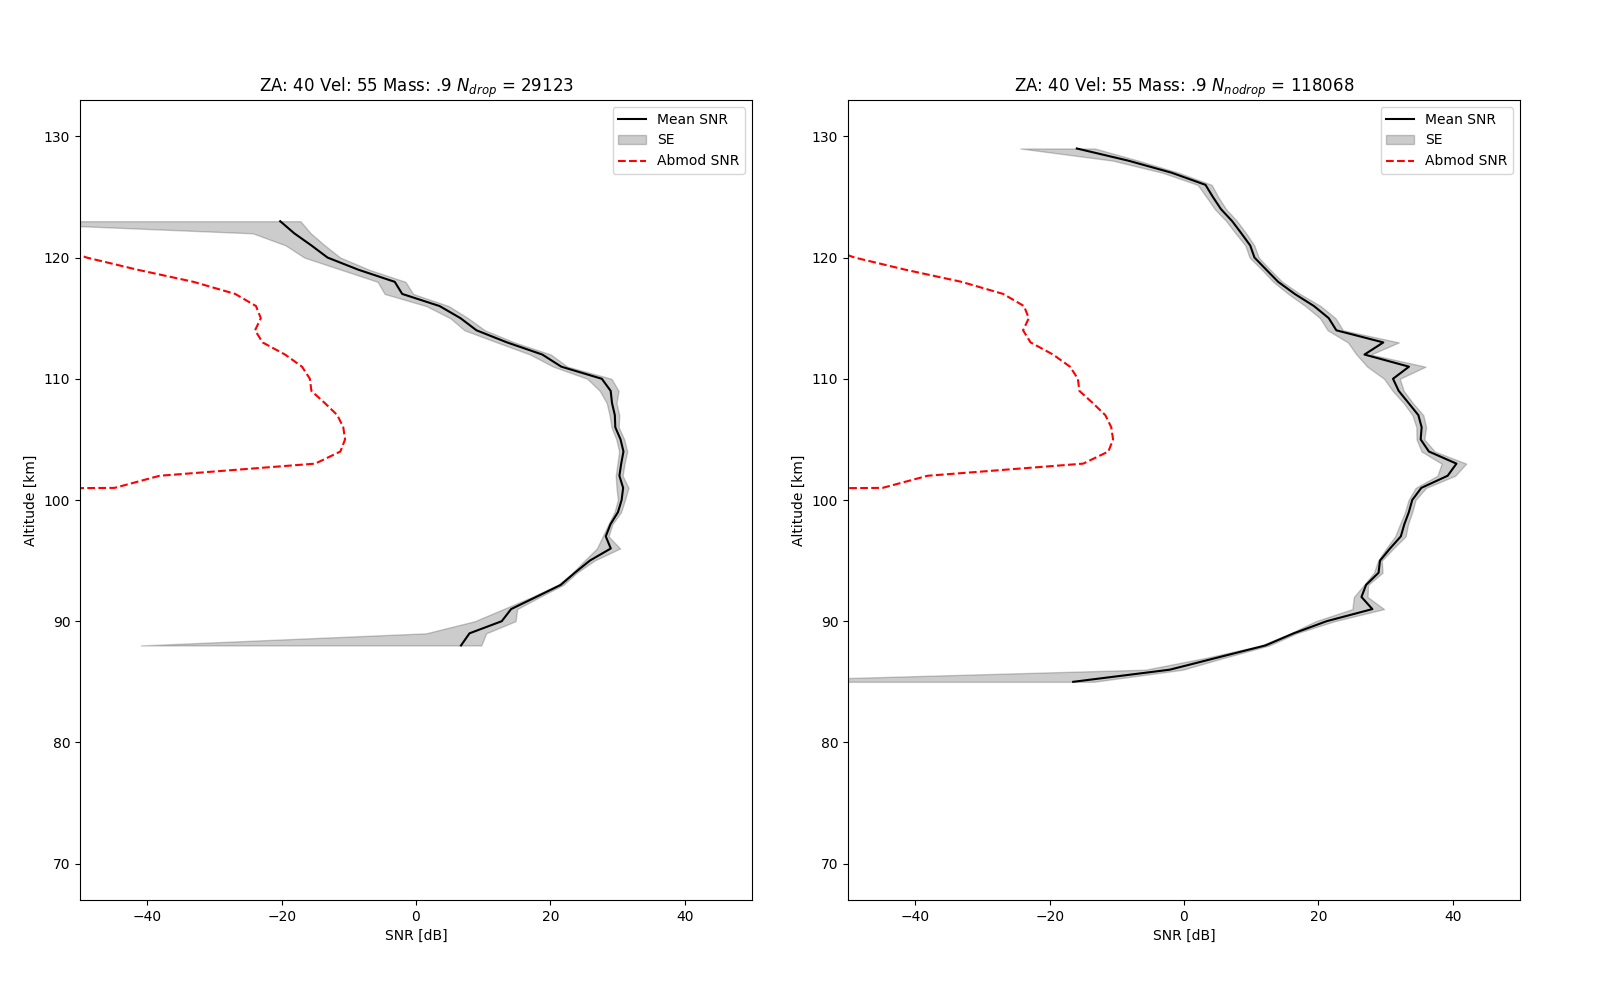 ZA: 40 Vel: 55 Mass: .9 N_drop = 29123
Mean SNR
SE
Abmod SNR
130
120
110
100
90
80
70
Altitude [km]
−40
−20
0
20
40
SNR [dB]
ZA: 40 Vel: 55 Mass: .9 N_nodrop = 118068
Mean SNR
SE
Abmod SNR
130
120
110
100
90
80
70
Altitude [km]
−40
−20
0
20
40
SNR [dB]